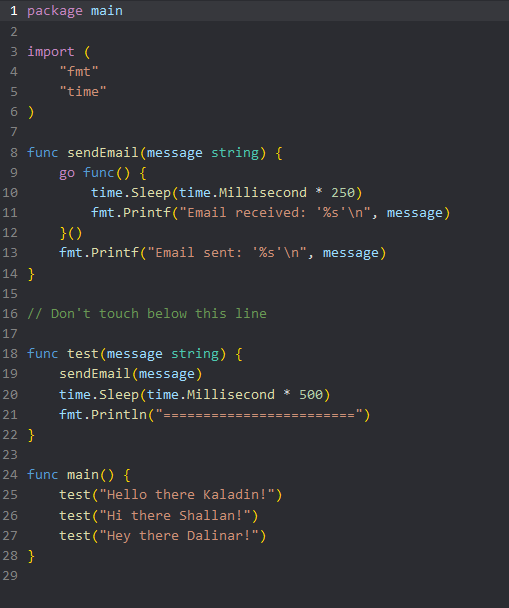 1 package main
2
3 import (
4     "fmt"
5     "time"
6 )
7
8 func sendEmail(message string) {
9     go func() {
10         time.Sleep(time.Millisecond * 250)
11         fmt.Printf("Email received: '%s'\n", message)
12     }()
13     fmt.Printf("Email sent: '%s'\n", message)
14 }
15
16 // Don't touch below this line
17
18 func test(message string) {
19     sendEmail(message)
20     time.Sleep(time.Millisecond * 500)
21     fmt.Println("========================")
22 }
23
24 func main() {
25     test("Hello there Kaladin!")
26     test("Hi there Shallan!")
27     test("Hey there Dalinar!")
28 }
29